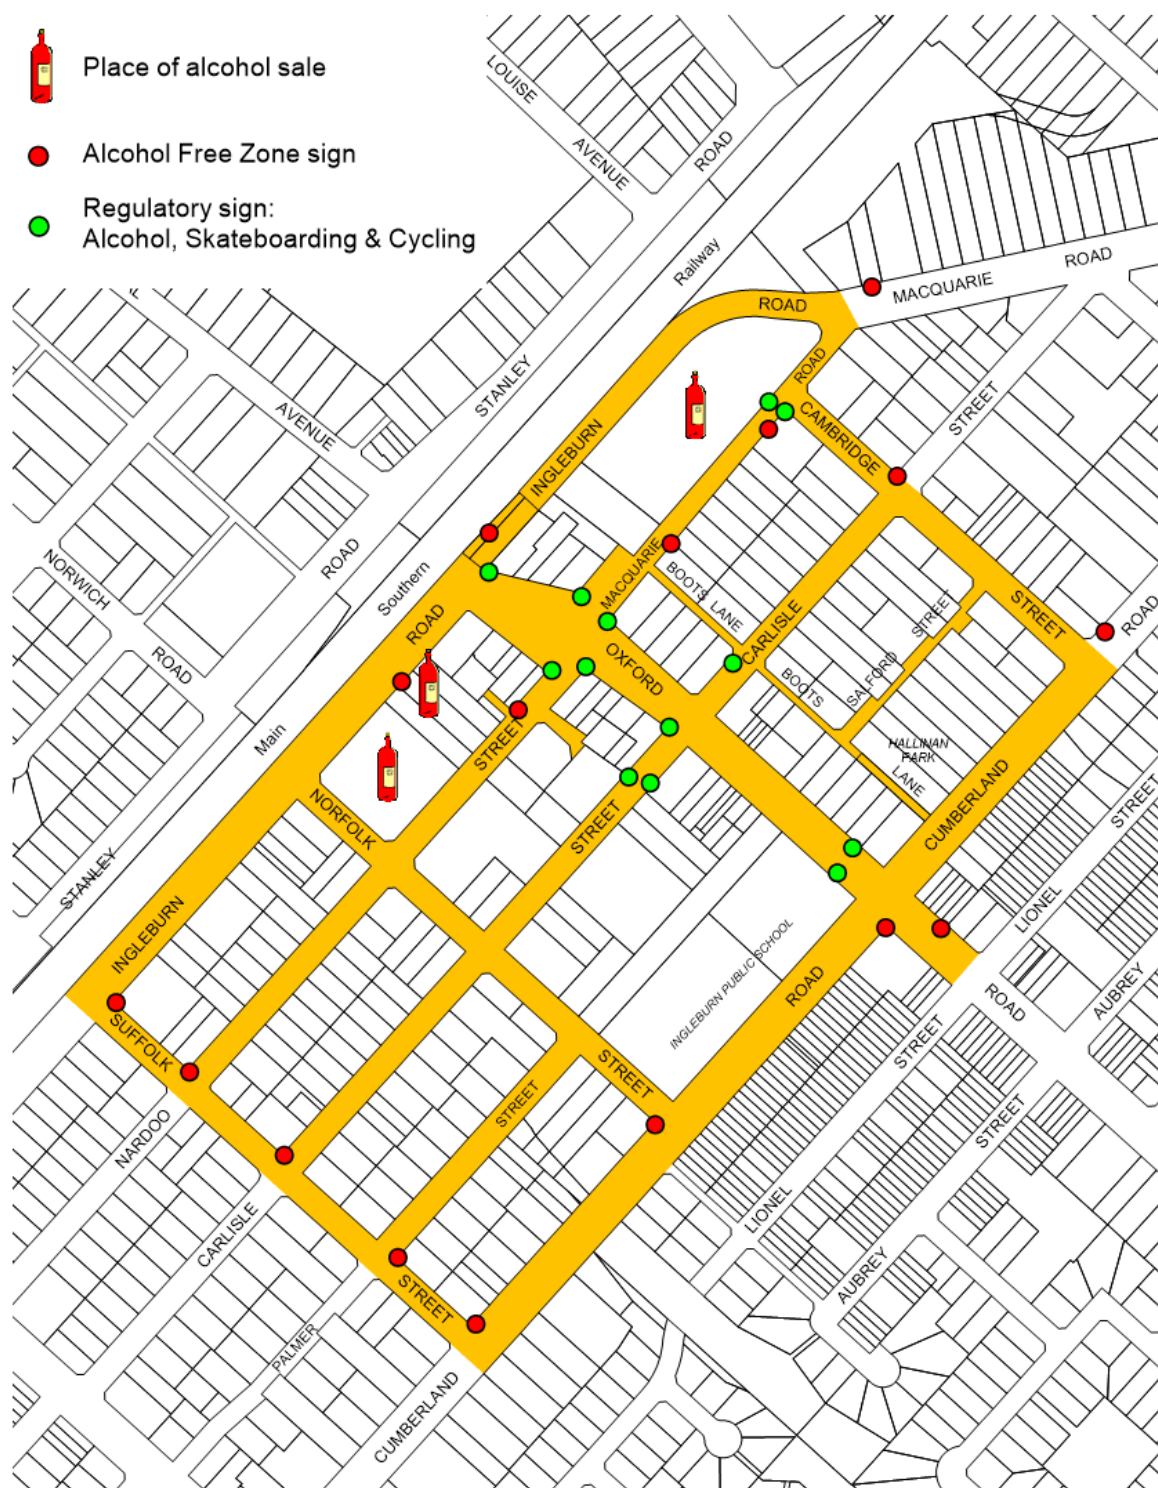 Place of alcohol sale
Alcohol Free Zone sign
Regulatory sign:
Alcohol, Skateboarding & Cycling
LOUISE
AVENUE
ROAD
Railway
ROAD
MACQUARIE
ROAD
ROAD
STANLEY
AVENUE
STREET
CAMBRIDGE
INGLEBURN
ROAD
NORWICH
ROAD
Southern
ROAD
Main
STANLEY
MACQUARIE
BOOTS LANE
CARLISLE
STREET
STREET
ROAD
OXFORD
BOOTS
SALFORD
HALLINAN
PARK
LANE
CUMBERLAND
STREET
STREET
NORFOLK
STREET
INGLEBURN
LIONEL
INGLEBURN PUBLIC SCHOOL
ROAD
ROAD
AUBREY
STREET
SUFFOLK
STREET
STREET
STREET
NARDOO
CARLISLE
LIONEL
AUBREY
STREET
PALMER
CUMBERLAND